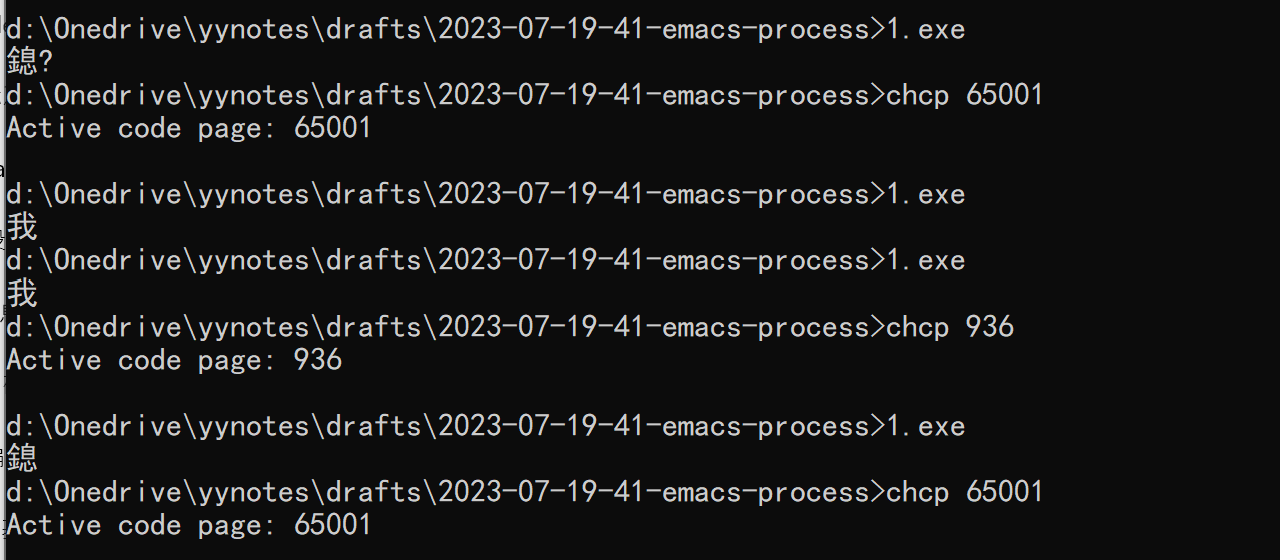 d:\Onedrive\yynotes\drafts\2023-07-19-41-emacs-process>1.exe
鎴?
d:\Onedrive\yynotes\drafts\2023-07-19-41-emacs-process>chcp 65001
Active code page: 65001
d:\Onedrive\yynotes\drafts\2023-07-19-41-emacs-process>1.exe
我
d:\Onedrive\yynotes\drafts\2023-07-19-41-emacs-process>1.exe
我
d:\Onedrive\yynotes\drafts\2023-07-19-41-emacs-process>chcp 936
Active code page: 936
d:\Onedrive\yynotes\drafts\2023-07-19-41-emacs-process>1.exe
鎴
d:\Onedrive\yynotes\drafts\2023-07-19-41-emacs-process>chcp 65001
Active code page: 65001